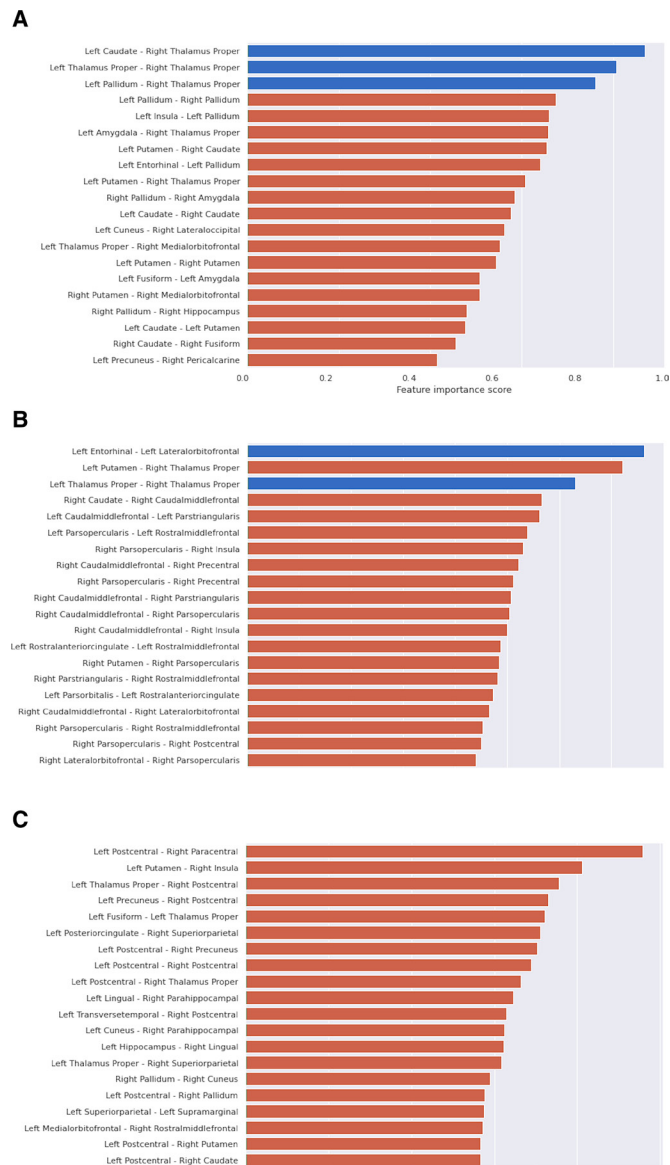 A
Left Caudate - Right Thalamus Proper
Left Thalamus Proper - Right Thalamus Proper
Left Pallidum - Right Thalamus Proper
Left Pallidum - Right Pallidum
Left Insula - Left Pallidum
Left Amygdala - Right Thalamus Proper
Left Putamen - Right Caudate
Left Entorhinal - Left Pallidum
Left Putamen - Right Thalamus Proper
Right Pallidum - Right Amygdala
Left Caudate - Right Caudate
Left Cuneus - Right Lateraloccipital
Left Thalamus Proper - Right Medialorbitofrontal
Left Putamen - Right Putamen
Left Fusiform - Left Amygdala
Right Putamen - Right Medialorbitofrontal
Right Pallidum - Right Hippocampus
Left Caudate - Left Putamen
Right Caudate - Right Fusiform
Left Precuneus - Right Pericalcarine
0.0 0.2 0.4 0.6 0.8 1.0
Feature importance score
B
Left Entorhinal - Left Lateralorbitofrontal
Left Putamen - Right Thalamus Proper
Left Thalamus Proper - Right Thalamus Proper
Right Caudate - Right Caudalmiddlefrontal
Left Caudalmiddlefrontal - Left Parstriangularis
Left Parsopercularis - Left Rostralmiddlefrontal
Right Parsopercularis - Right Insula
Right Caudalmiddlefrontal - Right Precentral
Right Parsopercularis - Right Precentral
Right Caudalmiddlefrontal - Right Parstriangularis
Right Caudalmiddlefrontal - Right Parsopercularis
Right Caudalmiddlefrontal - Right Insula
Left Rostralanteriorcingulate - Left Rostralmiddlefrontal
Right Putamen - Right Parsopercularis
Right Parstriangularis - Right Rostralmiddlefrontal
Left Parsorbitalis - Left Rostralanteriorcingulate
Right Caudalmiddlefrontal - Right Lateralorbitofrontal
Right Parsopercularis - Right Rostralmiddlefrontal
Right Parsopercularis - Right Postcentral
Right Lateralorbitofrontal - Right Parsopercularis
C
Left Postcentral - Right Paracentral
Left Putamen - Right Insula
Left Thalamus Proper - Right Postcentral
Left Precuneus - Right Postcentral
Left Fusiform - Left Thalamus Proper
Left Posteriorcingulate - Right Superiorparietal
Left Postcentral - Right Precuneus
Left Postcentral - Right Postcentral
Left Postcentral - Right Thalamus Proper
Left Lingual - Right Parahippocampal
Left Transversetemporal - Right Postcentral
Left Cuneus - Right Parahippocampal
Left Hippocampus - Right Lingual
Left Thalamus Proper - Right Superiorparietal
Right Pallidum - Right Cuneus
Left Postcentral - Right Pallidum
Left Superiorparietal - Left Supramarginal
Left Medialorbitofrontal - Right Rostralmiddlefrontal
Left Postcentral - Right Putamen
Left Postcentral - Right Caudate